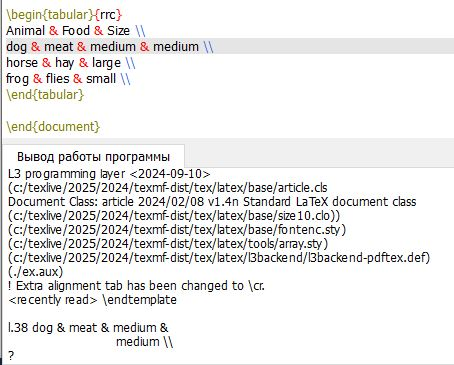 \begin{tabular}{rrc}
Animal & Food & Size \\
dog & meat & medium & medium \\
horse & hay & large \\
frog & flies & small \\
\end{tabular}
\end{document}
Вывод работы программы
L3 programming layer <2024-09-10>
(c:/texlive/2025/2024/texmf-dist/tex/latex/base/article.cls
Document Class: article 2024/02/08 v1.4n Standard LaTeX document class
(c:/texlive/2025/2024/texmf-dist/tex/latex/base/size10.clo))
(c:/texlive/2025/2024/texmf-dist/tex/latex/base/fontenc.sty)
(c:/texlive/2025/2024/texmf-dist/tex/latex/tools/array.sty)
(c:/texlive/2025/2024/texmf-dist/tex/latex/l3backend/l3backend-pdftex.def)
(./ex.aux)
! Extra alignment tab has been changed to \cr.
<recently read> \endtemplate
l.38 dog & meat & medium &
medium \\
?